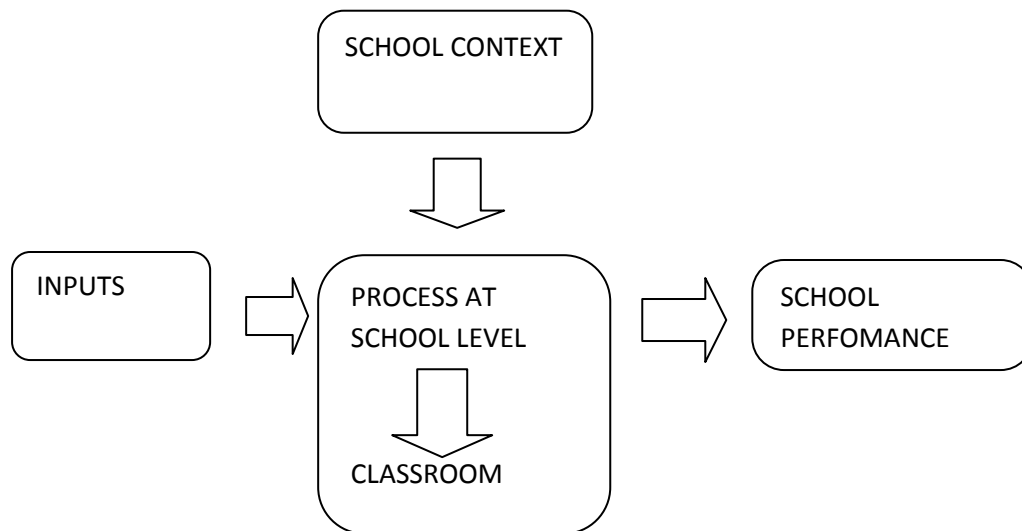 SCHOOL CONTEXT
INPUTS
PROCESS AT
SCHOOL LEVEL
CLASSROOM
SCHOOL
PERFOMANCE